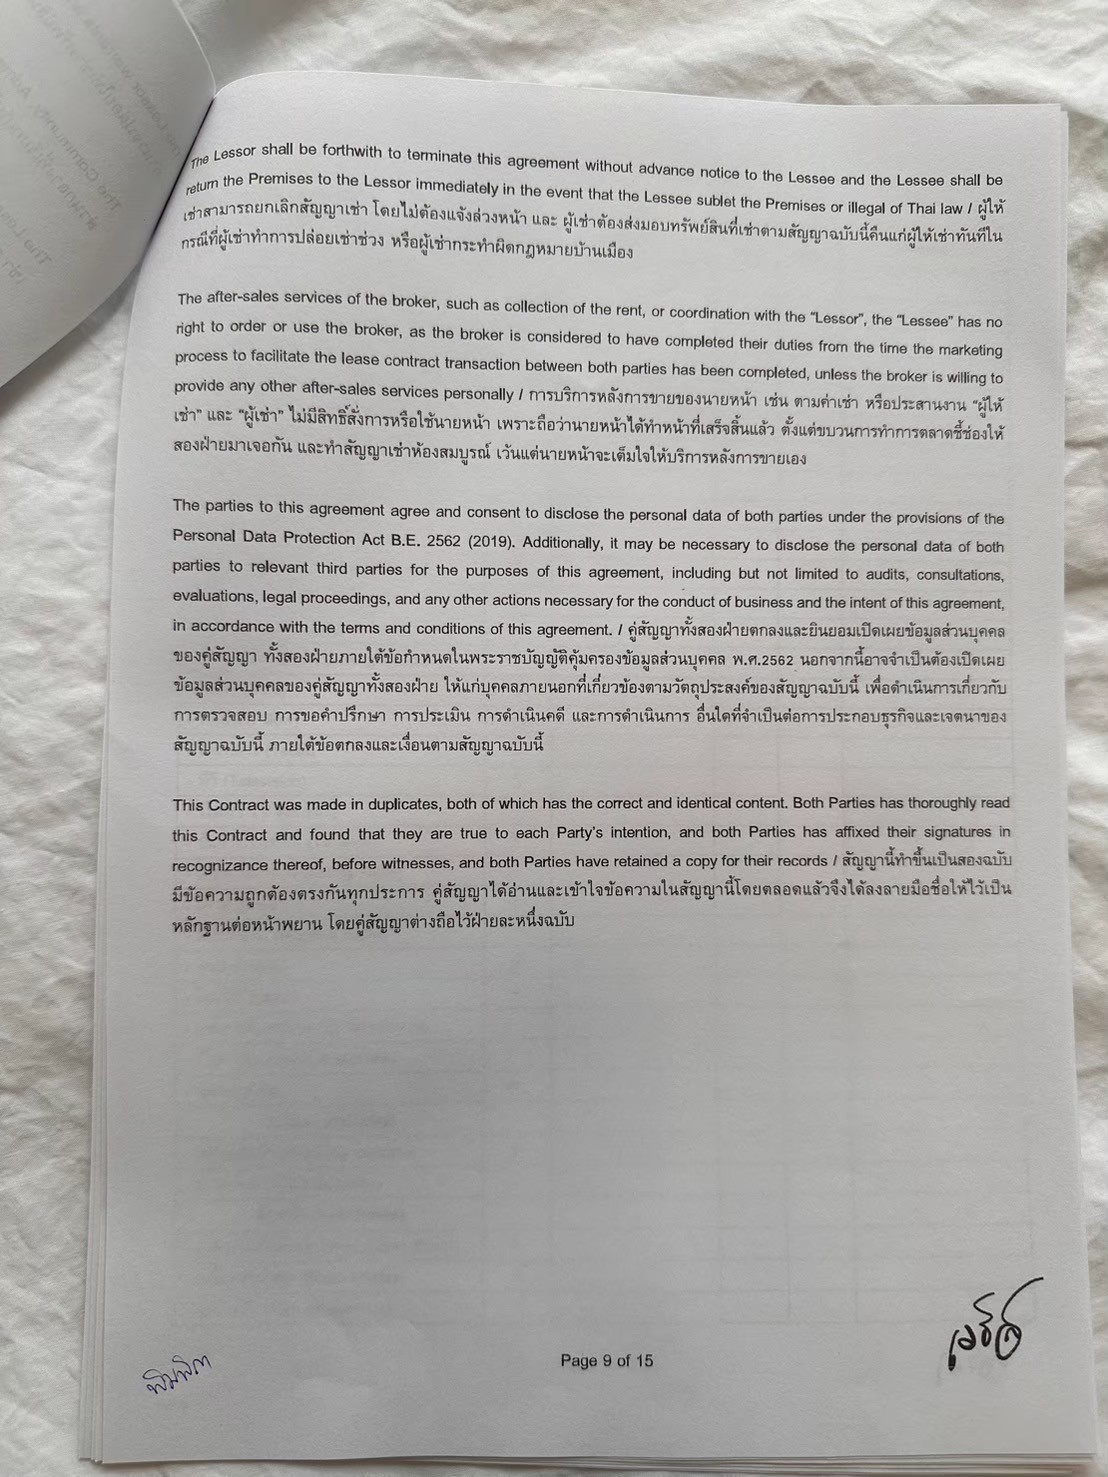 The Lessor shall be forthwith to terminate this agreement without advance notice to the Lessee and the Lessee shall be
return the Premises to the Lessor immediately in the event that the Lessee sublet the Premises or illegal of Thai law / ผู้ให้
เช่าสามารถยกเลิกสัญญาเช่า โดยไม่ต้องแจ้งล่วงหน้า และ ผู้เช่าต้องส่งมอบทรัพย์สินที่เช่าตามสัญญาฉบับนี้คืนแก่ผู้ให้เช่าทันทีใน
กรณีที่ผู้เช่าทำการปล่อยเช่าช่วง หรือผู้เช่ากระทำผิดกฎหมายบ้านเมือง
The after-sales services of the broker, such as collection of the rent, or coordination with the "Lessor", the "Lessee" has no
right to order or use the broker, as the broker is considered to have completed their duties from the time the marketing
process to facilitate the lease contract transaction between both parties has been completed, unless the broker is willing to
provide any other after-sales services personally / การบริการหลังการขายของนายหน้า เช่น ตามค่าเช่า หรือประสานงาน "ผู้ให้
เช่า" และ "ผู้เช่า" ไม่มีสิทธิ์สั่งการหรือใช้นายหน้า เพราะถือว่านายหน้าได้ทำหน้าที่เสร็จสิ้นแล้ว ตั้งแต่ขบวนการทำการตลาดชี้ช่องให้
สองฝ่ายมาเจอกัน และทำสัญญาเช่าห้องสมบูรณ์ เว้นแต่นายหน้าจะเต็มใจให้บริการหลังการขายเอง
The parties to this agreement agree and consent to disclose the personal data of both parties under the provisions of the
Personal Data Protection Act B.E. 2562 (2019). Additionally, it may be necessary to disclose the personal data of both
parties to relevant third parties for the purposes of this agreement, including but not limited to audits, consultations,
evaluations, legal proceedings, and any other actions necessary for the conduct of business and the intent of this agreement,
in accordance with the terms and conditions of this agreement. / คู่สัญญาทั้งสองฝ่ายตกลงและยินยอมเปิดเผยข้อมูลส่วนบุคคล
ของคู่สัญญา ทั้งสองฝ่ายภายใต้ข้อกำหนดในพระราชบัญญัติคุ้มครองข้อมูลส่วนบุคคล พ.ศ.2562 นอกจากนี้อาจจำเป็นต้องเปิดเผย
ข้อมูลส่วนบุคคลของคู่สัญญาทั้งสองฝ่าย ให้แก่บุคคลภายนอกที่เกี่ยวข้องตามวัตถุประสงค์ของสัญญาฉบับนี้ เพื่อดำเนินการเกี่ยวกับ
การตรวจสอบ การขอคำปรึกษา การประเมิน การดำเนินคดี และการดำเนินการ อื่นใดที่จำเป็นต่อการประกอบธุรกิจและเจตนาของ
สัญญาฉบับนี้ ภายใต้ข้อตกลงและเงื่อนตามสัญญาฉบับนี้
This Contract was made in duplicates, both of which has the correct and identical content. Both Parties has thoroughly read
this Contract and found that they are true to each Party's intention, and both Parties has affixed their signatures in
recognizance thereof, before witnesses, and both Parties have retained a copy for their records / สัญญานี้ทำขึ้นเป็นสองฉบับ
มีข้อความถูกต้องตรงกันทุกประการ คู่สัญญาได้อ่านและเข้าใจข้อความในสัญญานี้โดยตลอดแล้วจึงได้ลงลายมือชื่อให้ไว้เป็น
หลักฐานต่อหน้าพยาน โดยคู่สัญญาต่างถือไว้ฝ่ายละหนึ่งฉบับ
Page 9 of 15